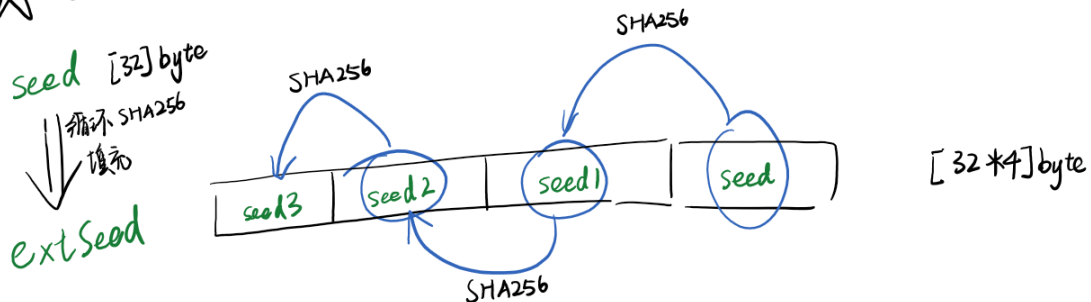 SHA256
SHA256
seed [32]byte
循环 SHA256
填充
seed3 seed2 seed1 seed
[32*4]byte
extSeed
SHA256